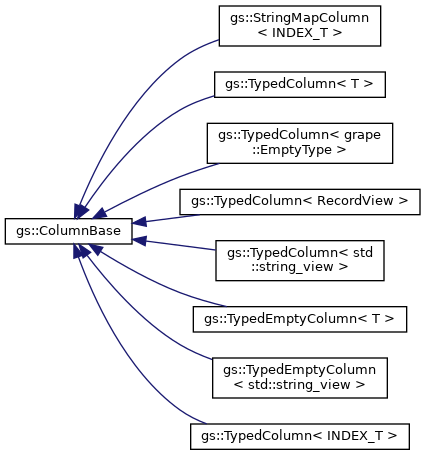 gs::StringMapColumn
< INDEX_T >
gs::TypedColumn< T >
gs::TypedColumn< grape
::EmptyType >
gs::TypedColumn< RecordView >
gs::ColumnBase
gs::TypedColumn< std
::string_view >
gs::TypedEmptyColumn< T >
gs::TypedEmptyColumn
< std::string_view >
gs::TypedColumn< INDEX_T >